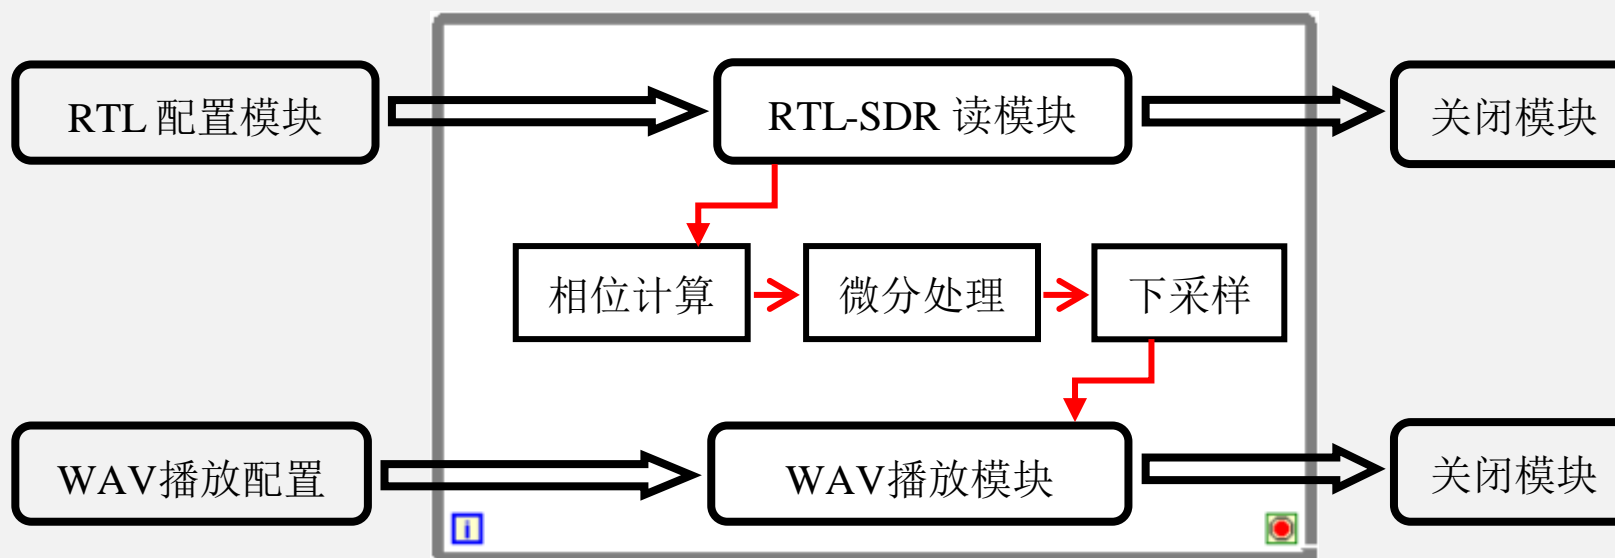 RTL 配置模块
RTL-SDR 读模块
关闭模块
相位计算
微分处理
下采样
WAV播放配置
WAV播放模块
关闭模块
i